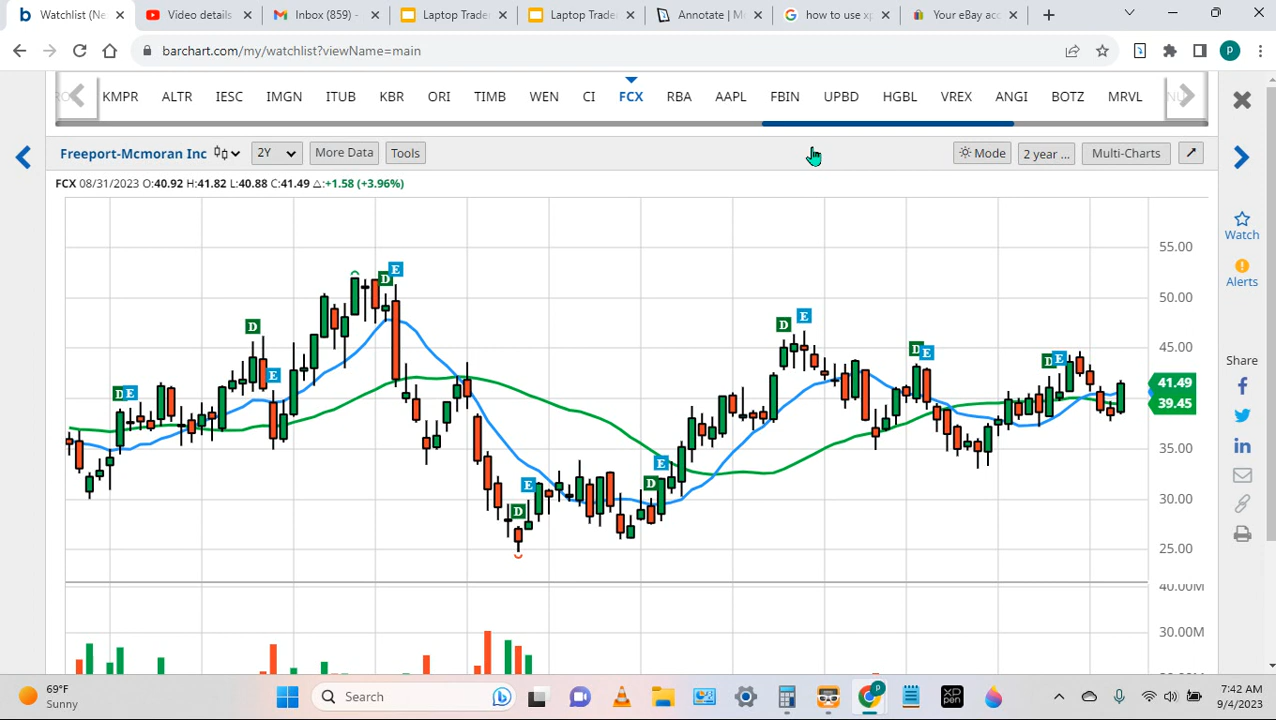 Watchlist (Ne
Video details
Inbox (859) -
Laptop Trade
Laptop Trade
Annotate | M
how to use xp
Your eBay acc
barchart.com/my/watchlist?viewName=main
P
KMPR ALTR IESC IMGN ITUB KBR ORI TIMB WEN CI FCX RBA AAPL FBIN UPBD HGBL VREX ANGI BOTZ MRVL
Freeport-Mcmoran Inc 2Y More Data Tools Mode 2 year ... Multi-Charts
FCX 08/31/2023 O:40.92 H:41.82 L:40.88 C:41.49 △:+1.58 (+3.96%)
Watch
Alerts
Share
55.00
50.00
45.00
41.49
39.45
35.00
30.00
25.00
40.00M
30.00M
D E
D
E
D E
D
E
D
E
D
E
D E
D E
69°F
Sunny
Search
7:42 AM
9/4/2023